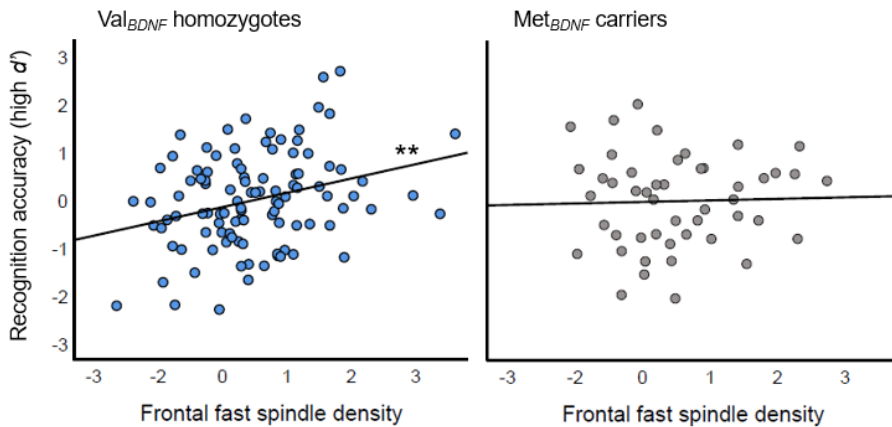 Val_BDNF homozygotes
Met_BDNF carriers
Recognition accuracy (high d')
3
2
1
0
-1
-2
-3
**
-3 -2 -1 0 1 2 3
-3 -2 -1 0 1 2 3
Frontal fast spindle density
Frontal fast spindle density